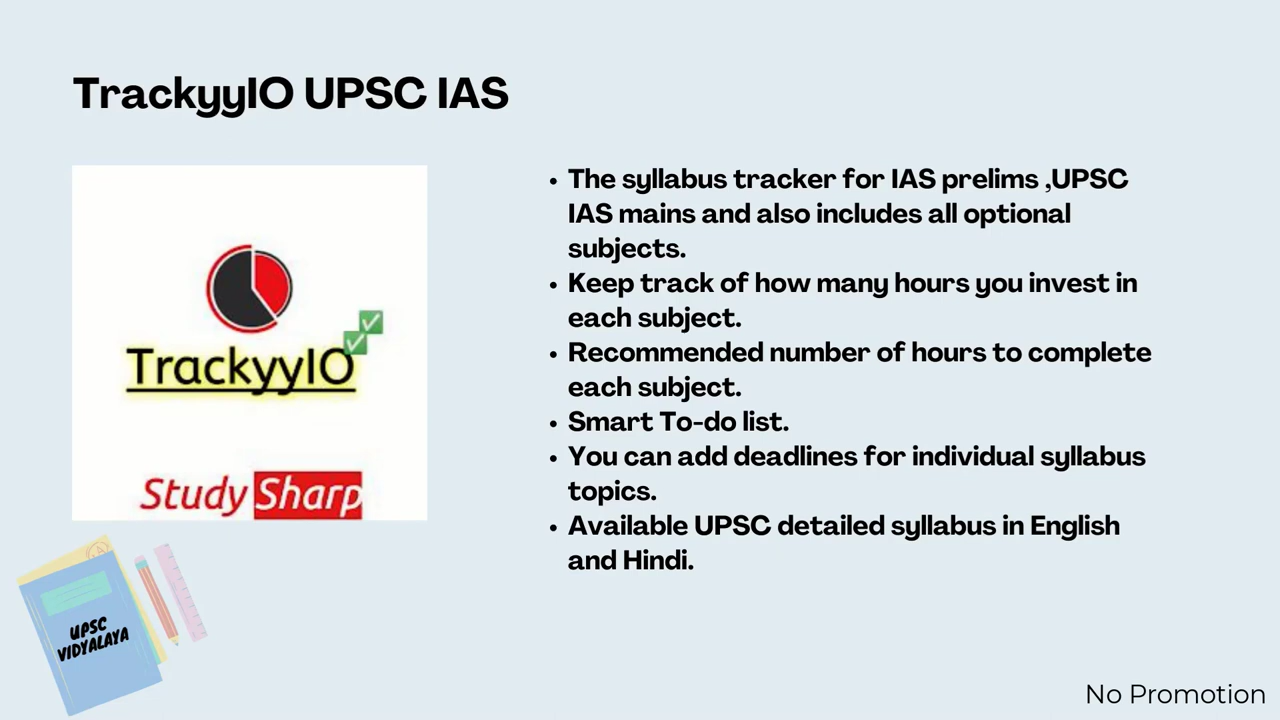 TrackyyIO UPSC IAS
TrackyyIO
Study Sharp
• The syllabus tracker for IAS prelims ,UPSC
IAS mains and also includes all optional
subjects.
• Keep track of how many hours you invest in
each subject.
• Recommended number of hours to complete
each subject.
• Smart To-do list.
• You can add deadlines for individual syllabus
topics.
• Available UPSC detailed syllabus in English
and Hindi.
UPSC
VIDYALAYA
No Promotion